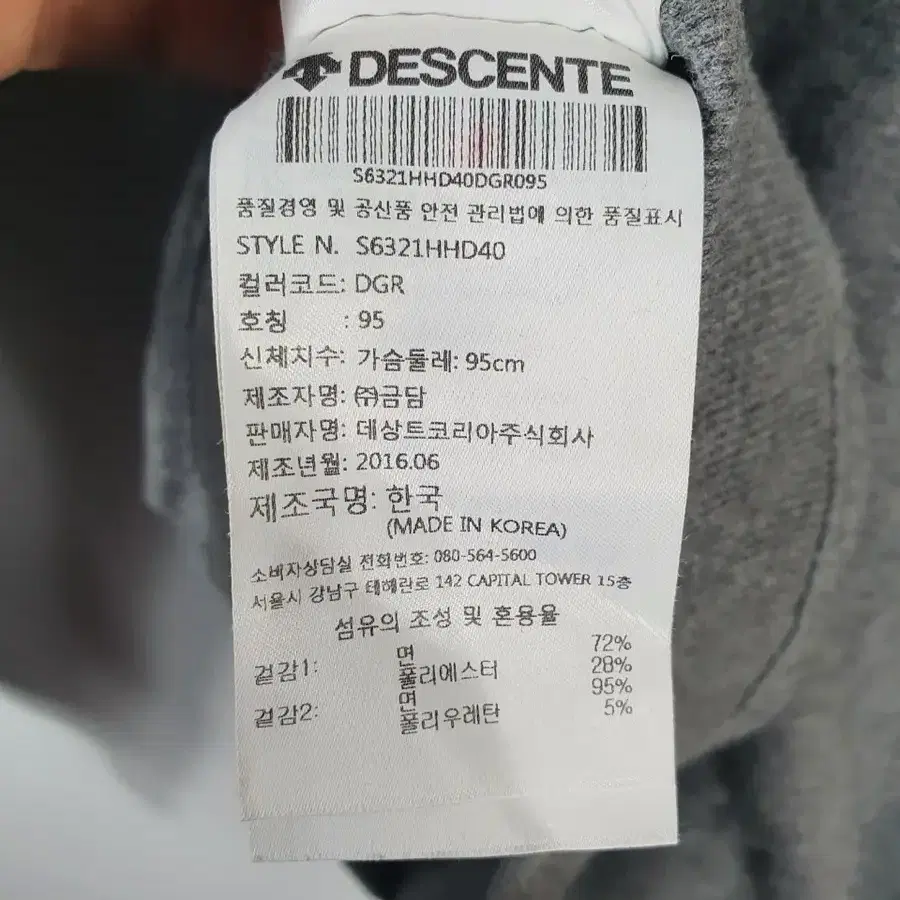 DESCENTE
S6321HHD40DGR095
품질경영 및 공산품 안전 관리법에 의한 품질표시
STYLE N. S6321HHD40
컬러코드: DGR
호칭 : 95
신체치수: 가슴둘레: 95cm
제조자명: ㈜금담
판매자명: 데상트코리아주식회사
제조년월: 2016.06
제조국명: 한국
(MADE IN KOREA)
소비자상담실 전화번호: 080-564-5600
서울시 강남구 테헤란로 142 CAPITAL TOWER 15층
섬유의 조성 및 혼용율
겉감1: 면 72%
폴리에스터 28%
겉감2: 면 95%
폴리우레탄 5%